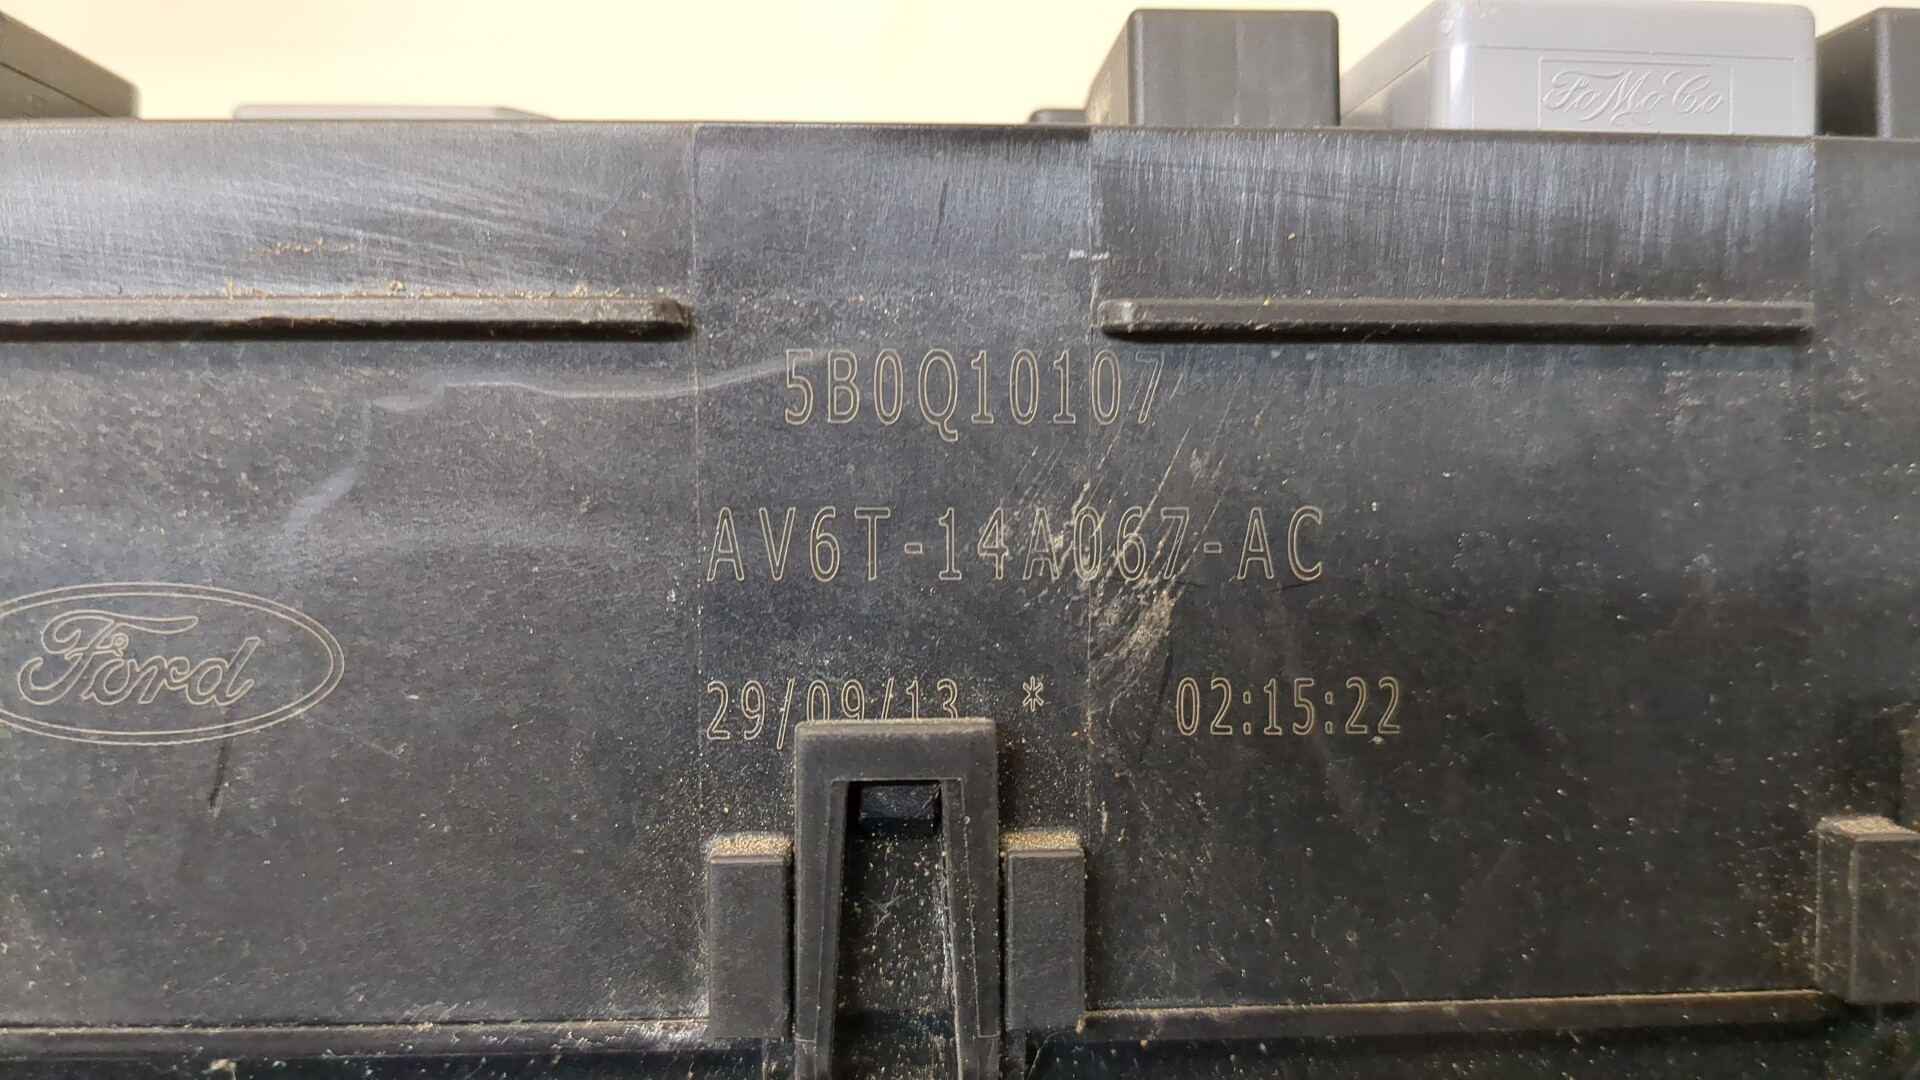 FoMoCo
5B0Q10107
AV6T-14A067-AC
Ford
29/09/13 * 02:15:22